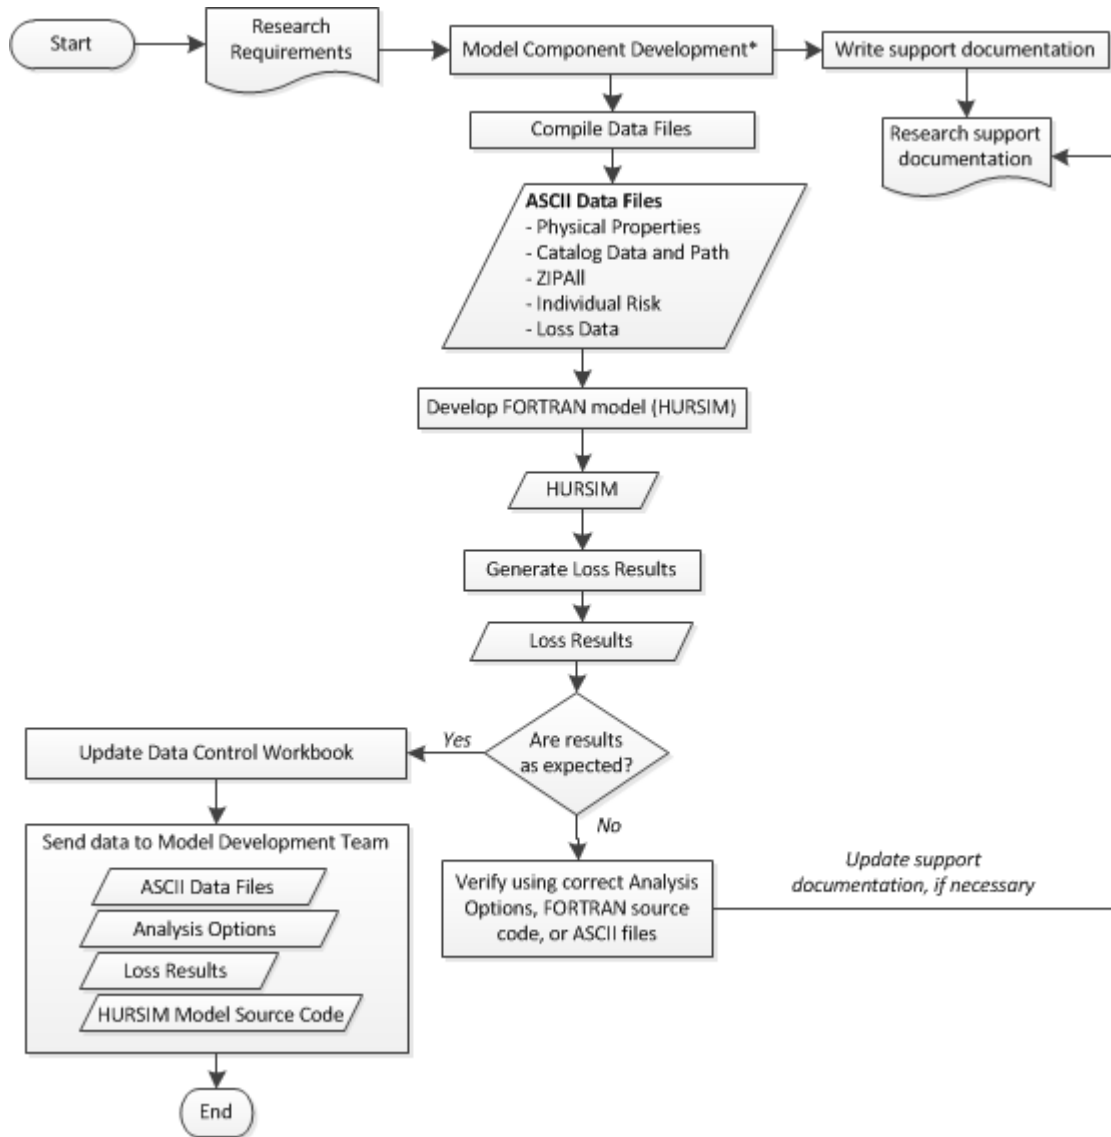 Start
Research
Requirements
Model Component Development*
Write support documentation
Compile Data Files
Research support
documentation
ASCII Data Files
- Physical Properties
- Catalog Data and Path
- ZIPAll
- Individual Risk
- Loss Data
Develop FORTRAN model (HURSIM)
HURSIM
Generate Loss Results
Loss Results
Are results
as expected?
Yes
Update Data Control Workbook
No
Send data to Model Development Team
ASCII Data Files
Analysis Options
Loss Results
HURSIM Model Source Code
Verify using correct Analysis
Options, FORTRAN source
code, or ASCII files
Update support
documentation, if necessary
End